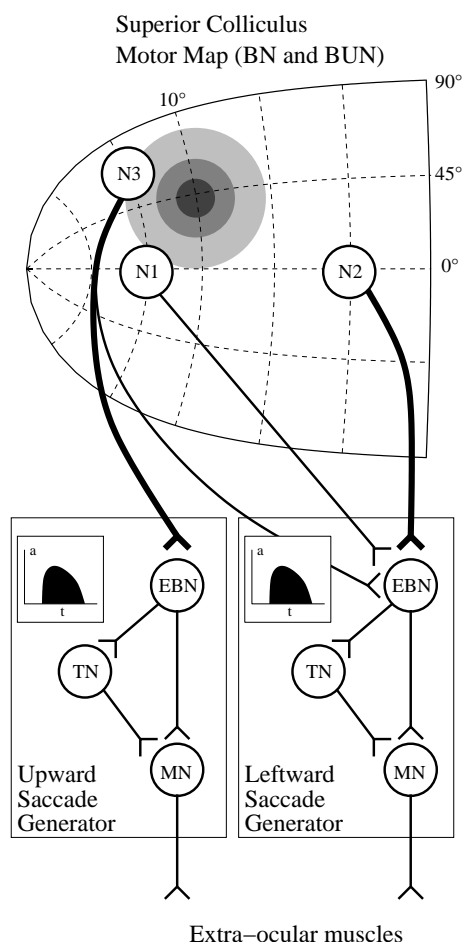 Superior Colliculus
Motor Map (BN and BUN)
90°
10°
45°
N3
0°
N1
N2
a
t
EBN
TN
MN
Upward
Saccade
Generator
a
t
EBN
TN
MN
Leftward
Saccade
Generator
Extra−ocular muscles